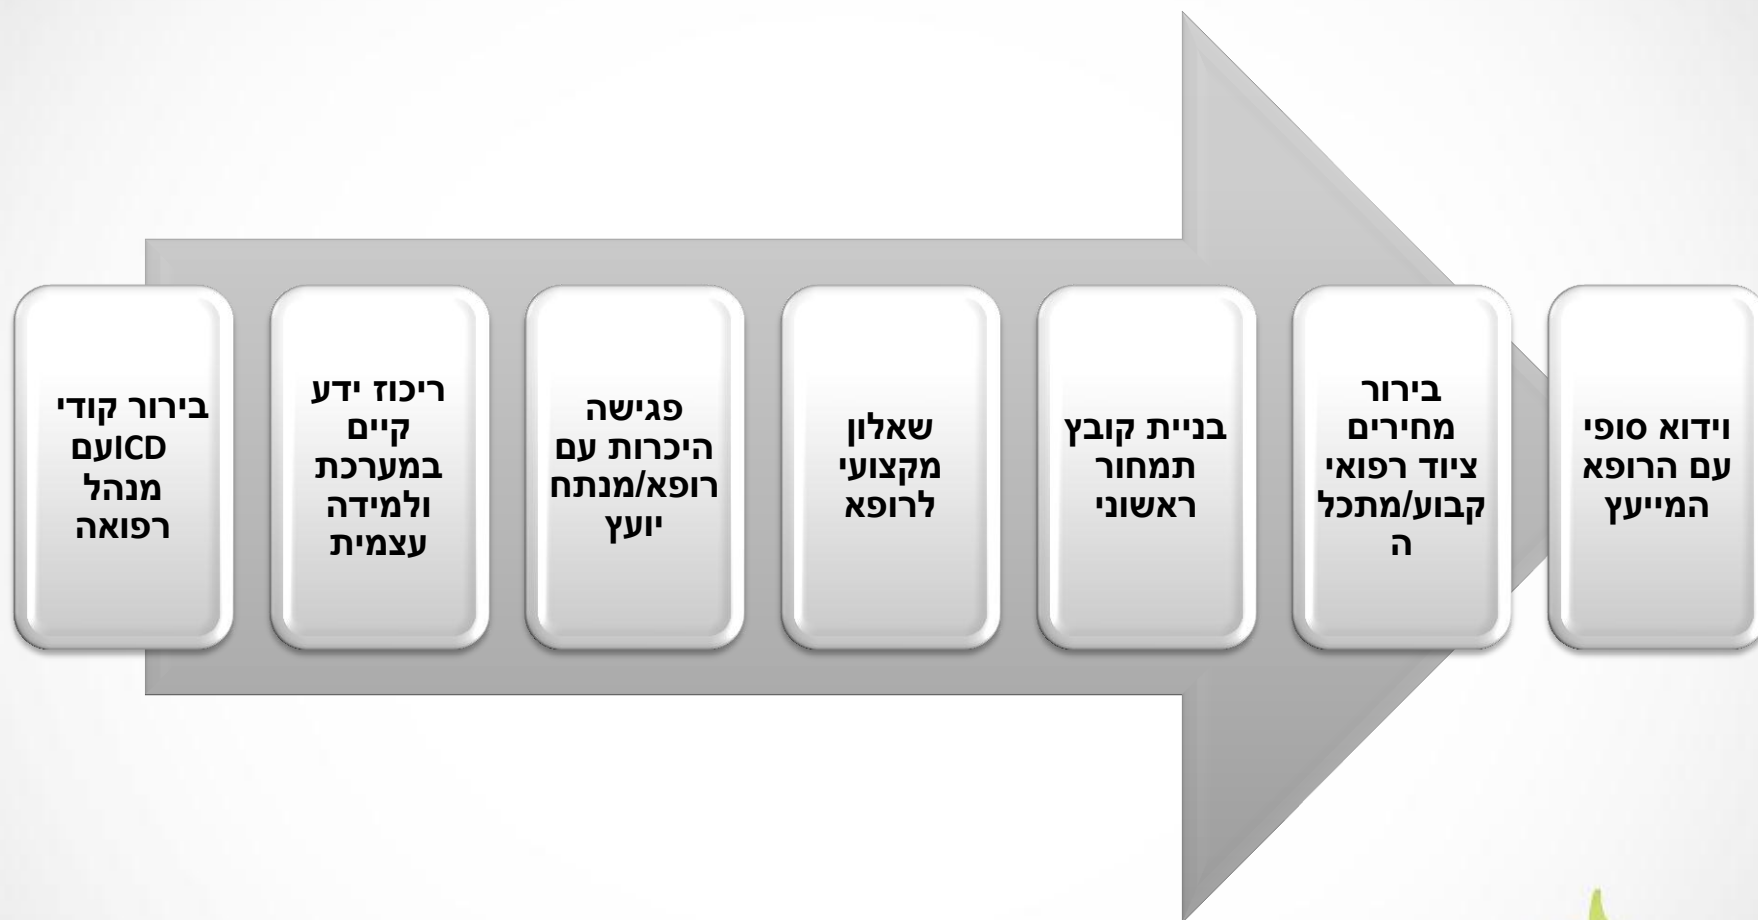 בירור קודי
ICDעם
מנהל
רפואה
ריכוז ידע
קיים
במערכת
ולמידה
עצמית
פגישה
היכרות עם
רופא/מנתח
יועץ
שאלון
מקצועי
לרופא
בניית קובץ
תמחור
ראשוני
בירור
מחירים
ציוד רפואי
קבוע/מתכל
ה
וידוא סופי
עם הרופא
המייעץ